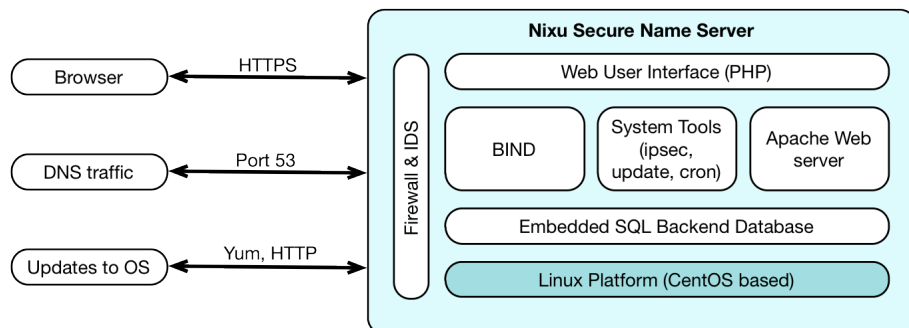 Nixu Secure Name Server
Browser
HTTPS
Firewall & IDS
Web User Interface (PHP)
DNS traffic
Port 53
BIND
System Tools
(ipsec,
update, cron)
Apache Web
server
Embedded SQL Backend Database
Updates to OS
Yum, HTTP
Linux Platform (CentOS based)